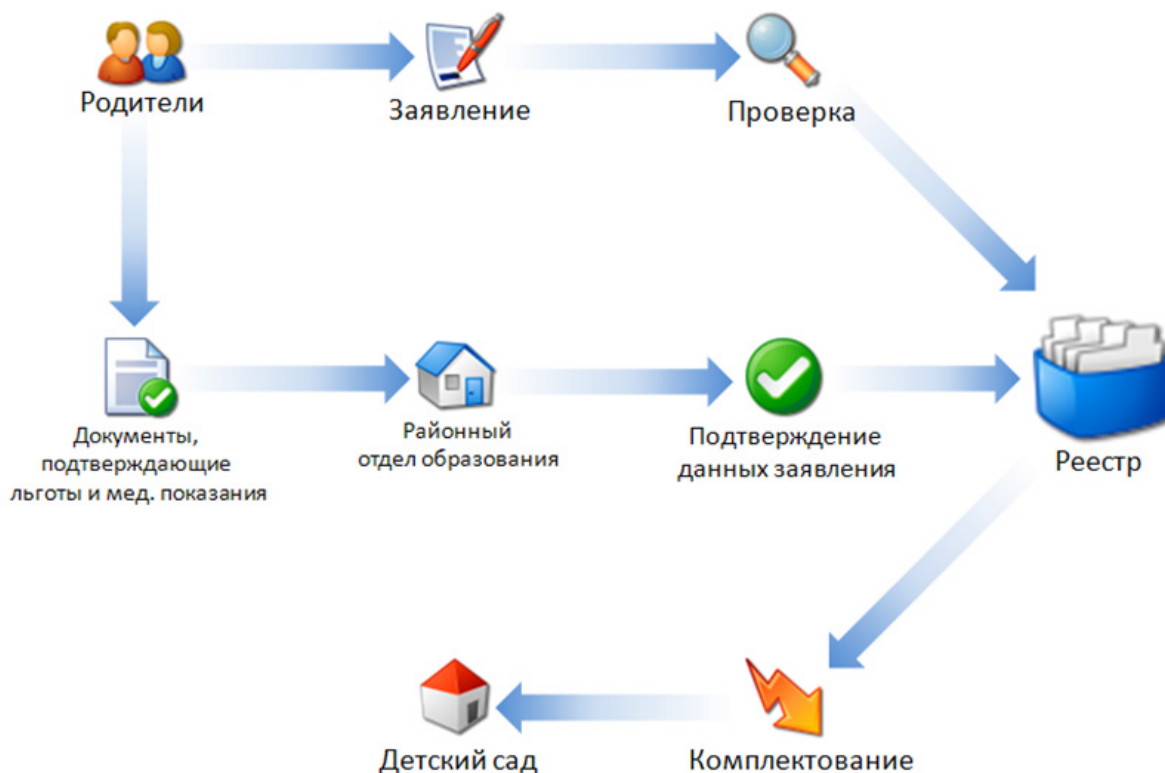 Родители
Заявление
Проверка
Документы,
подтверждающие
льготы и мед. показания
Районный
отдел образования
Подтверждение
данных заявления
Реестр
Детский сад
Комплектование